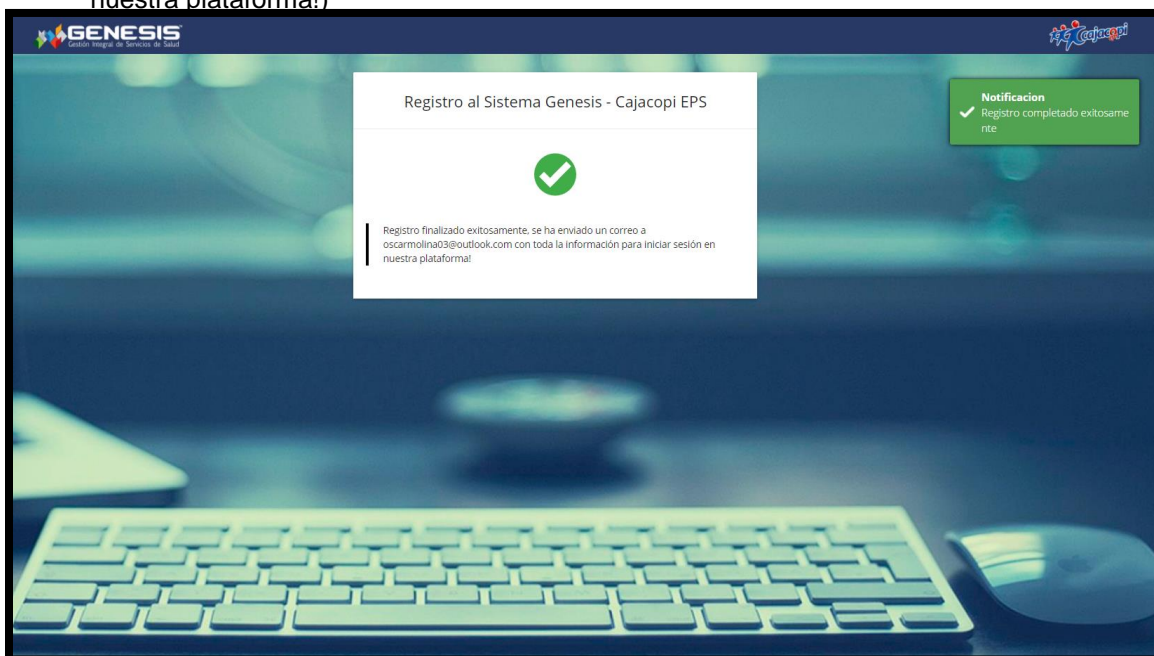 nuestra plataforma!)
GENESIS
Gestión Integral de Servicios de Salud
cajacopi
Registro al Sistema Genesis - Cajacopi EPS
Notificacion
Registro completado exitosame
nte
Registro finalizado exitosamente, se ha enviado un correo a
oscarmolina03@outlook.com con toda la información para iniciar sesión en
nuestra plataforma!